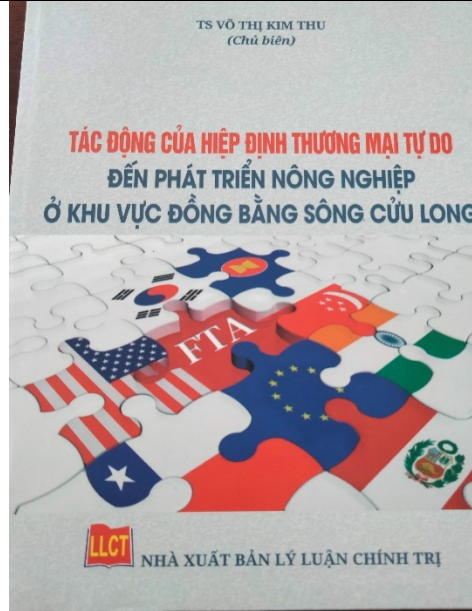 TS VÕ THỊ KIM THU
(Chủ biên)
TÁC ĐỘNG CỦA HIỆP ĐỊNH THƯƠNG MẠI TỰ DO
ĐẾN PHÁT TRIỂN NÔNG NGHIỆP
Ở KHU VỰC ĐỒNG BẰNG SÔNG CỬU LONG
FTA
LLCT
NHÀ XUẤT BẢN LÝ LUẬN CHÍNH TRỊ